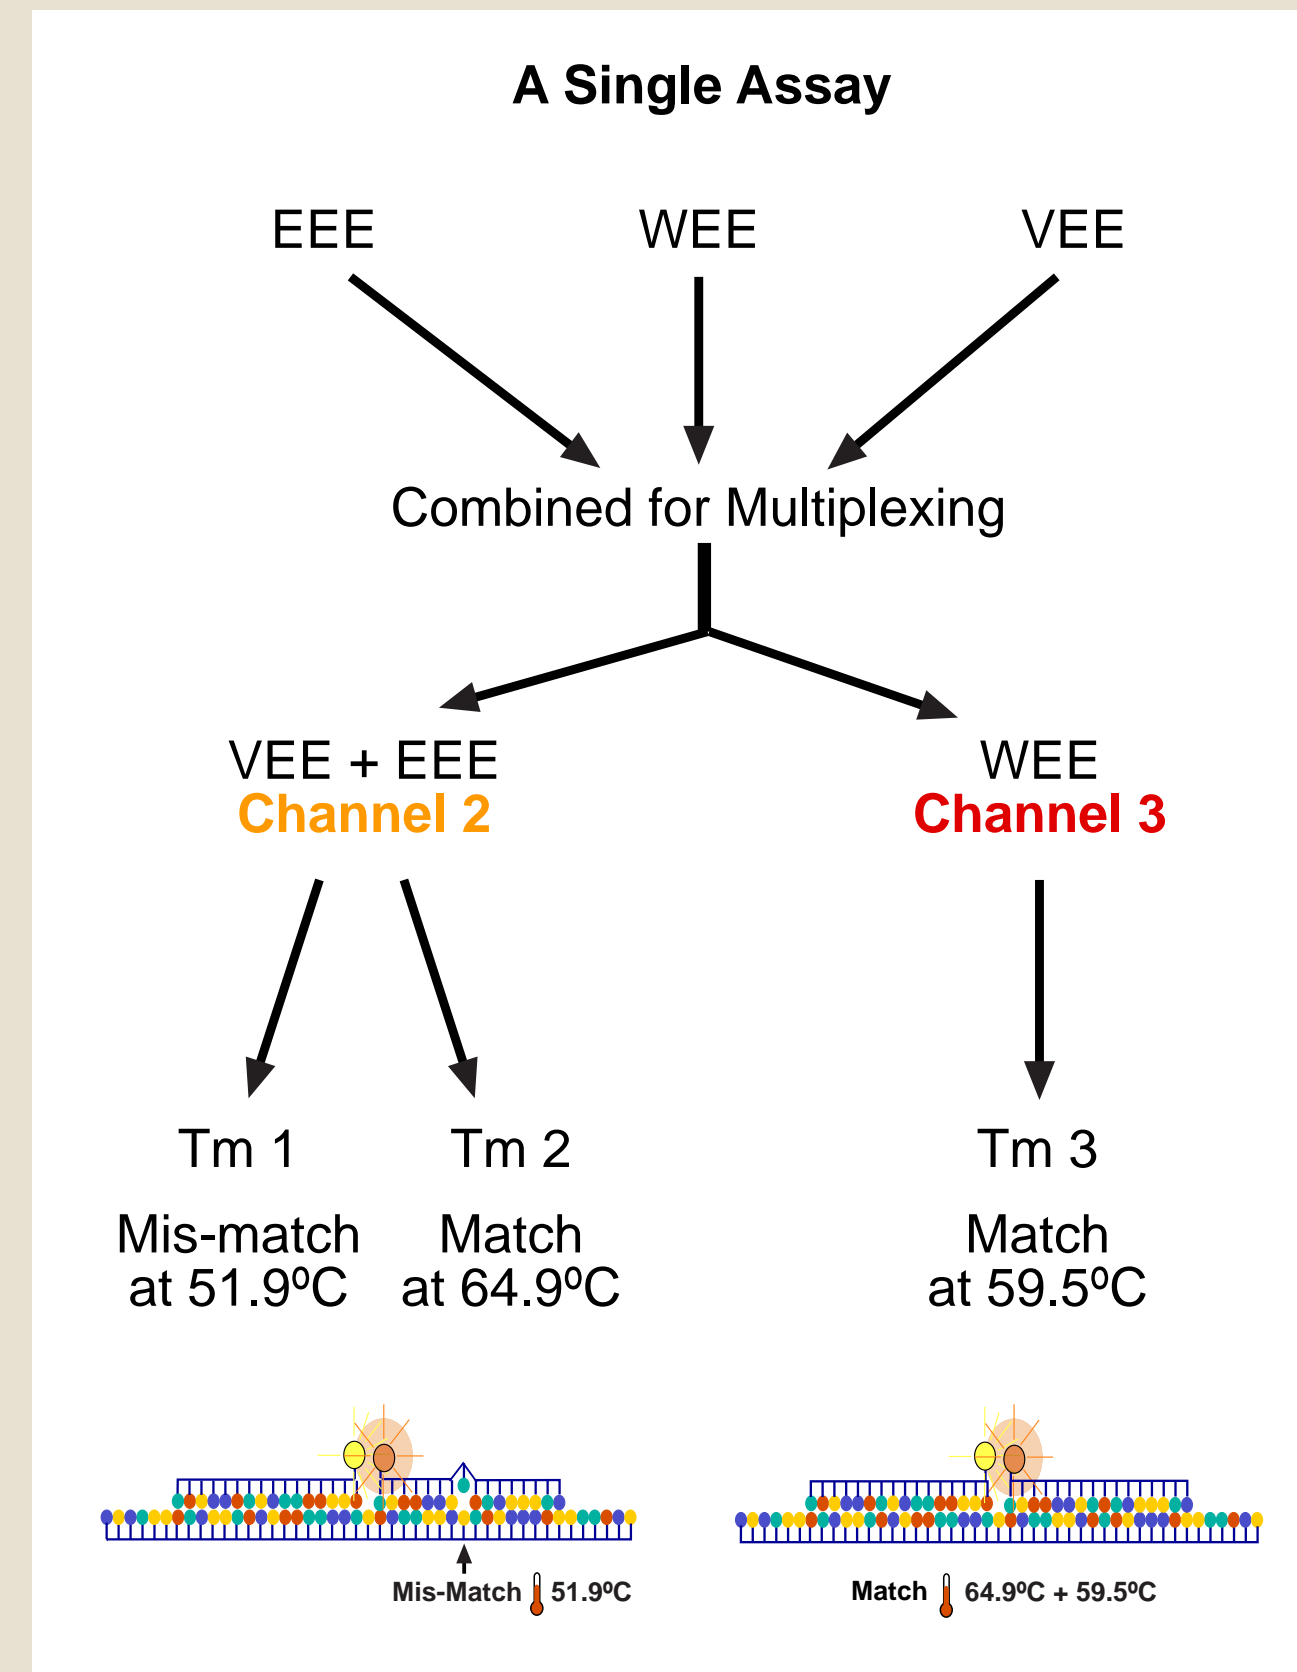 A Single Assay
EEE
WEE
VEE
Combined for Multiplexing
VEE + EEE
Channel 2
WEE
Channel 3
Tm 1
Tm 2
Tm 3
Mis-match
at 51.9ºC
Match
at 64.9ºC
Match
at 59.5ºC
Mis-Match 51.9ºC
Match 64.9ºC + 59.5ºC